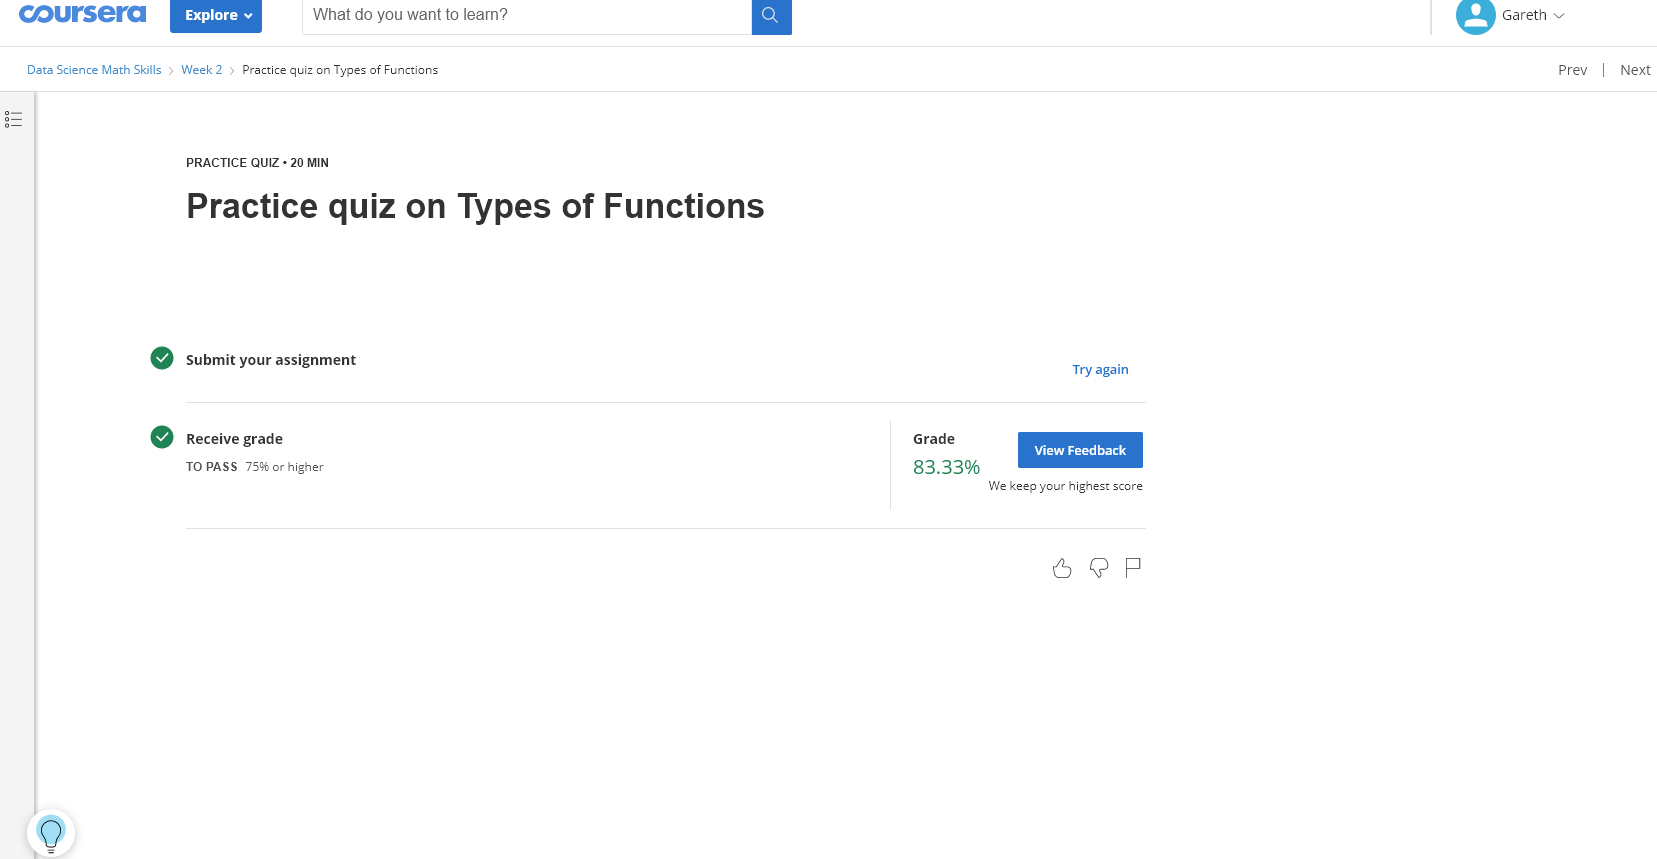 coursera
Explore
What do you want to learn?
Gareth
Data Science Math Skills > Week 2 > Practice quiz on Types of Functions
Prev | Next
PRACTICE QUIZ • 20 MIN
Practice quiz on Types of Functions
Submit your assignment
Try again
Receive grade
TO PASS 75% or higher
Grade
83.33%
View Feedback
We keep your highest score